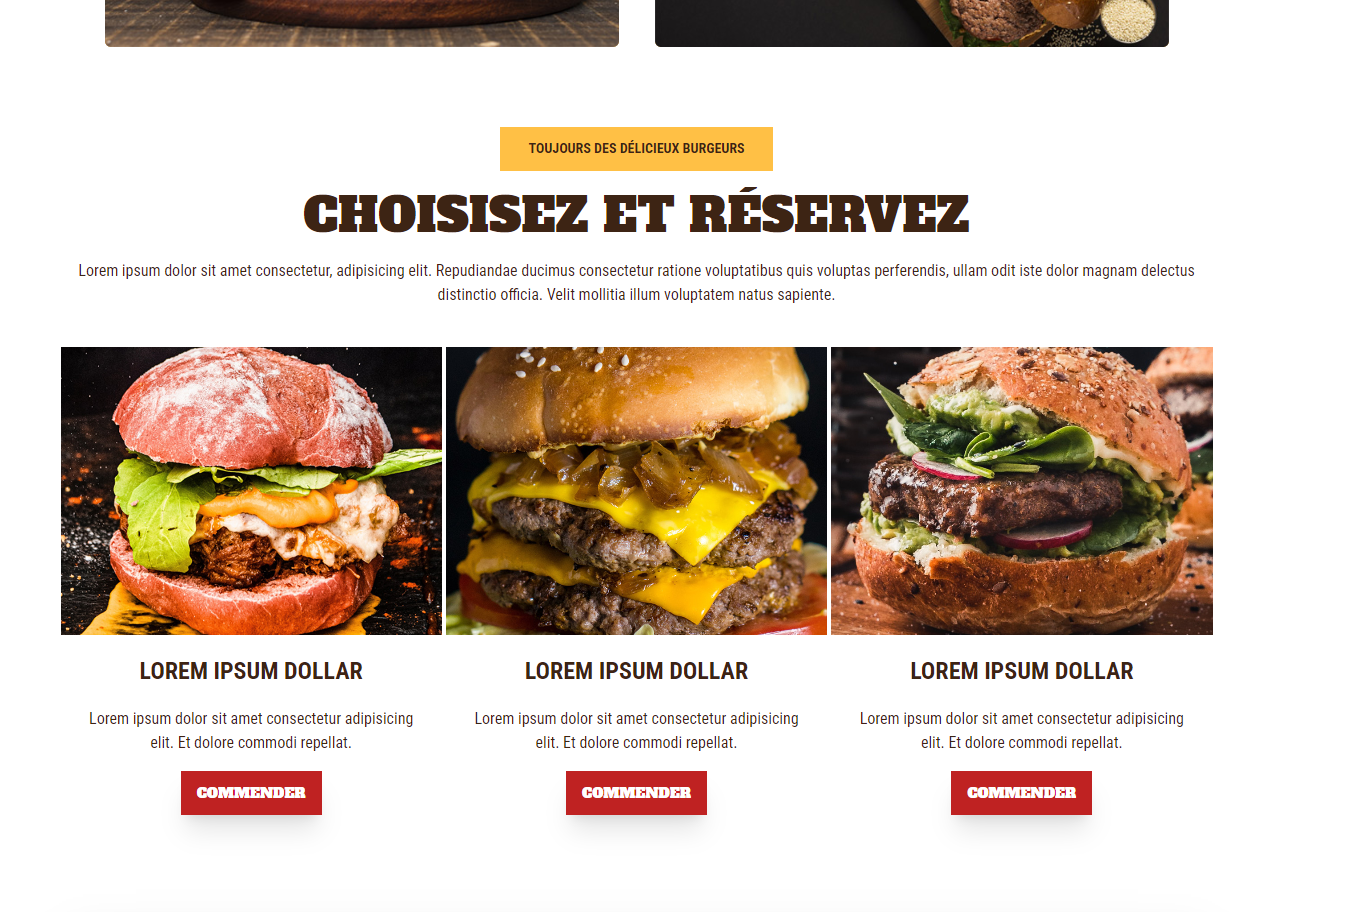 TOUJOURS DES DÉLICIEUX BURGEURS
CHOISISEZ ET RÉSERVEZ
Lorem ipsum dolor sit amet consectetur, adipisicing elit. Repudiandae ducimus consectetur ratione voluptatibus quis voluptas perferendis, ullam odit iste dolor magnam delectus
distinctio officia. Velit mollitia illum voluptatem natus sapiente.
LOREM IPSUM DOLLAR
Lorem ipsum dolor sit amet consectetur adipisicing
elit. Et dolore commodi repellat.
COMMENDER
LOREM IPSUM DOLLAR
Lorem ipsum dolor sit amet consectetur adipisicing
elit. Et dolore commodi repellat.
COMMENDER
LOREM IPSUM DOLLAR
Lorem ipsum dolor sit amet consectetur adipisicing
elit. Et dolore commodi repellat.
COMMENDER